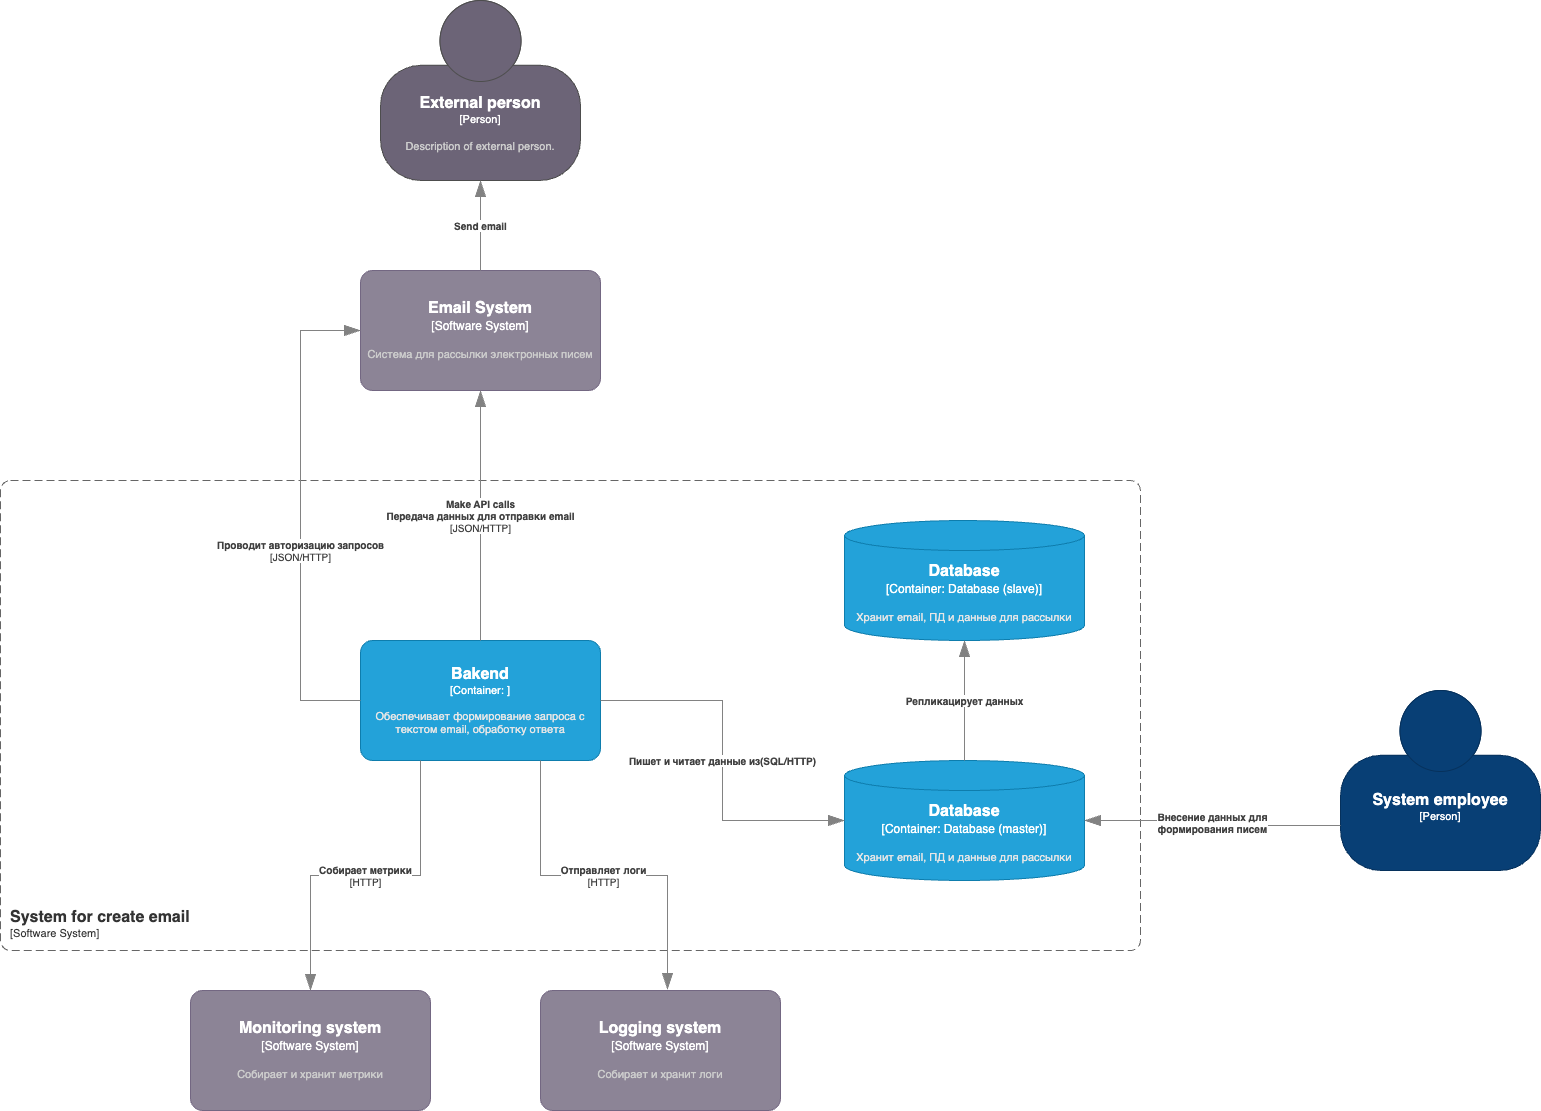 External person
[Person]
Description of external person.
Send email
Email System
[Software System]
Система для рассылки электронных писем
Make API calls
Передача данных для отправки email
[JSON/HTTP]
Проводит авторизацию запросов
[JSON/HTTP]
Database
[Container: Database (slave)]
Хранит email, ПД и данные для рассылки
Bakend
[Container: ]
Обеспечивает формирование запроса с
текстом email, обработку ответа
Репликацирует данных
Пишет и читает данные из(SQL/HTTP)
Database
[Container: Database (master)]
Хранит email, ПД и данные для рассылки
Внесение данных для
формирования писем
System employee
[Person]
Собирает метрики
[HTTP]
Отправляет логи
[HTTP]
System for create email
[Software System]
Monitoring system
[Software System]
Собирает и хранит метрики
Logging system
[Software System]
Собирает и хранит логи